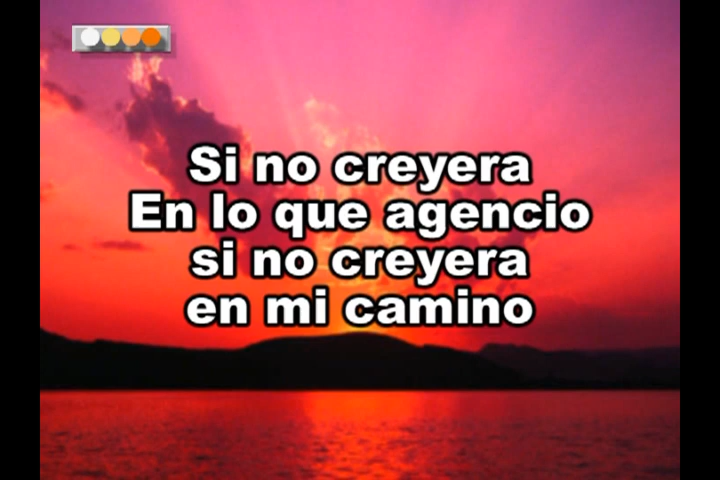 Si no creyera
En lo que agencio
si no creyera
en mi camino